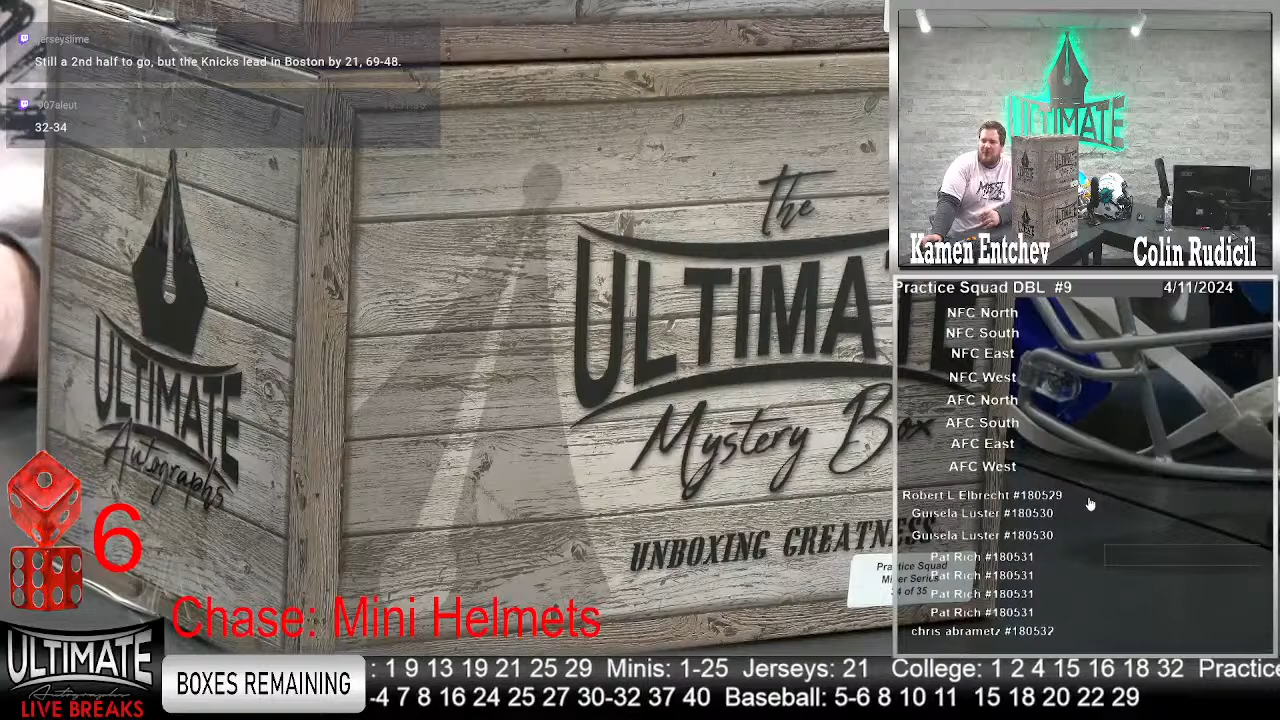 jerseyslime
Still a 2nd half to go, but the Knicks lead in Boston by 21, 69-48.
907aleut
32-34
ULTIMATE
Autographs
the
ULTIMA
Mystery Box
UNBOXING GREATNESS
Practice Squad
of 35
6
Chase: Mini Helmets
ULTIMATE
Autographs
LIVE BREAKS
BOXES REMAINING
: 1 9 13 19 21 25 29 Minis: 1-25 Jerseys: 21 College: 1 2 4 15 16 18 32 Practice
-4 7 8 16 24 25 27 30-32 37 40 Baseball: 5-6 8 10 11 15 18 20 22 29
ULTIMATE
Kamen Entchev
Colin Rudicil
Practice Squad DBL #9 4/11/2024
NFC North
NFC South
NFC East
NFC West
AFC North
AFC South
AFC East
AFC West
Robert L Elbrecht #180529
Guisela Luster #180530
Guisela Luster #180530
Pat Rich #180531
Pat Rich #180531
Pat Rich #180531
Pat Rich #180531
chris abrametz #180532